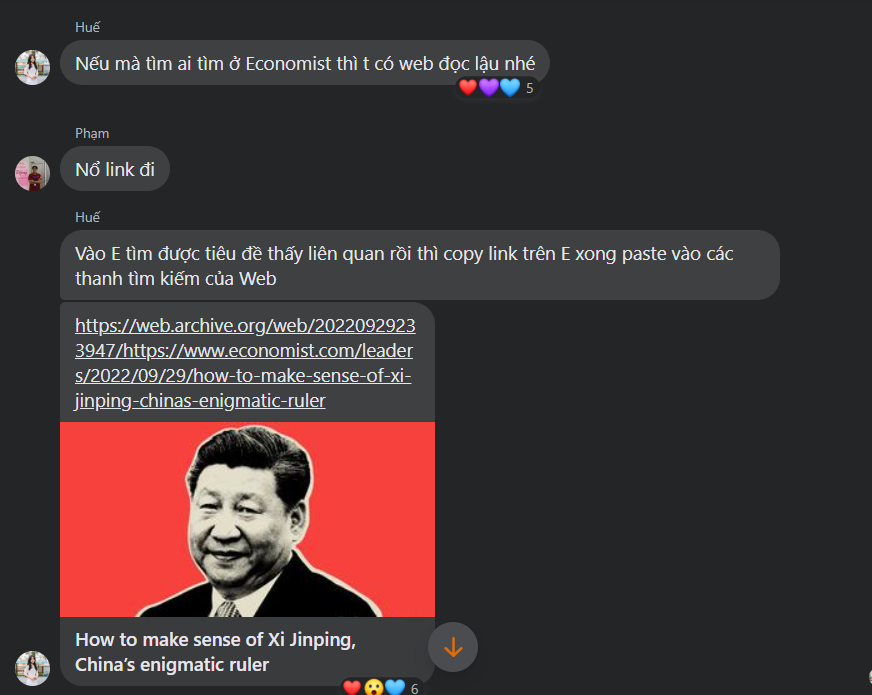 Huế
Nếu mà tìm ai tìm ở Economist thì t có web đọc lậu nhé
5
Phạm
Nổ link đi
Huế
Vào E tìm được tiêu đề thấy liên quan rồi thì copy link trên E xong paste vào các
thanh tìm kiếm của Web
https://web.archive.org/web/2022092923
3947/https://www.economist.com/leader
s/2022/09/29/how-to-make-sense-of-xi-
jinping-chinas-enigmatic-ruler
How to make sense of Xi Jinping,
China’s enigmatic ruler
6